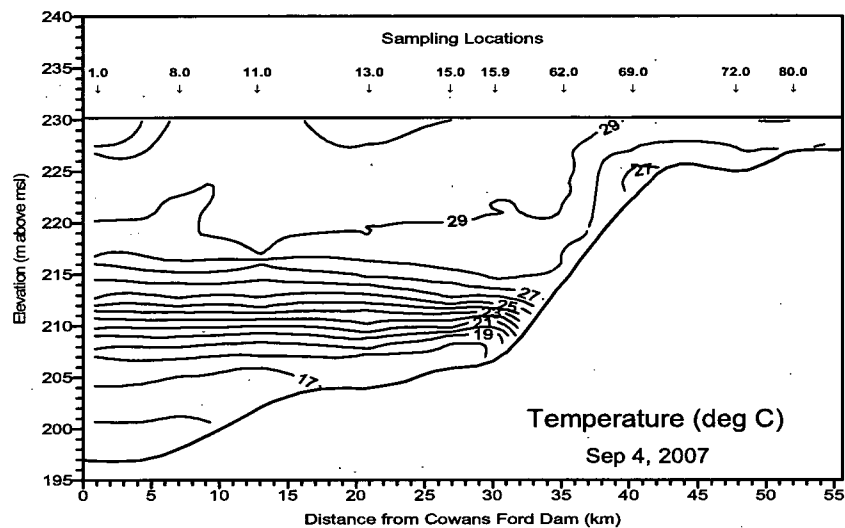 240
Sampling Locations
1.0 8.0 11.0 13.0 15.0 15.9 62.0 69.0 72.0 80.0
235
230
29
225
27
220
29
215
27
25
23
210
21
19
205
17
200
195
Elevation (m above msl)
Temperature (deg C)
Sep 4, 2007
0 5 10 15 20 25 30 35 40 45 50 55
Distance from Cowans Ford Dam (km)